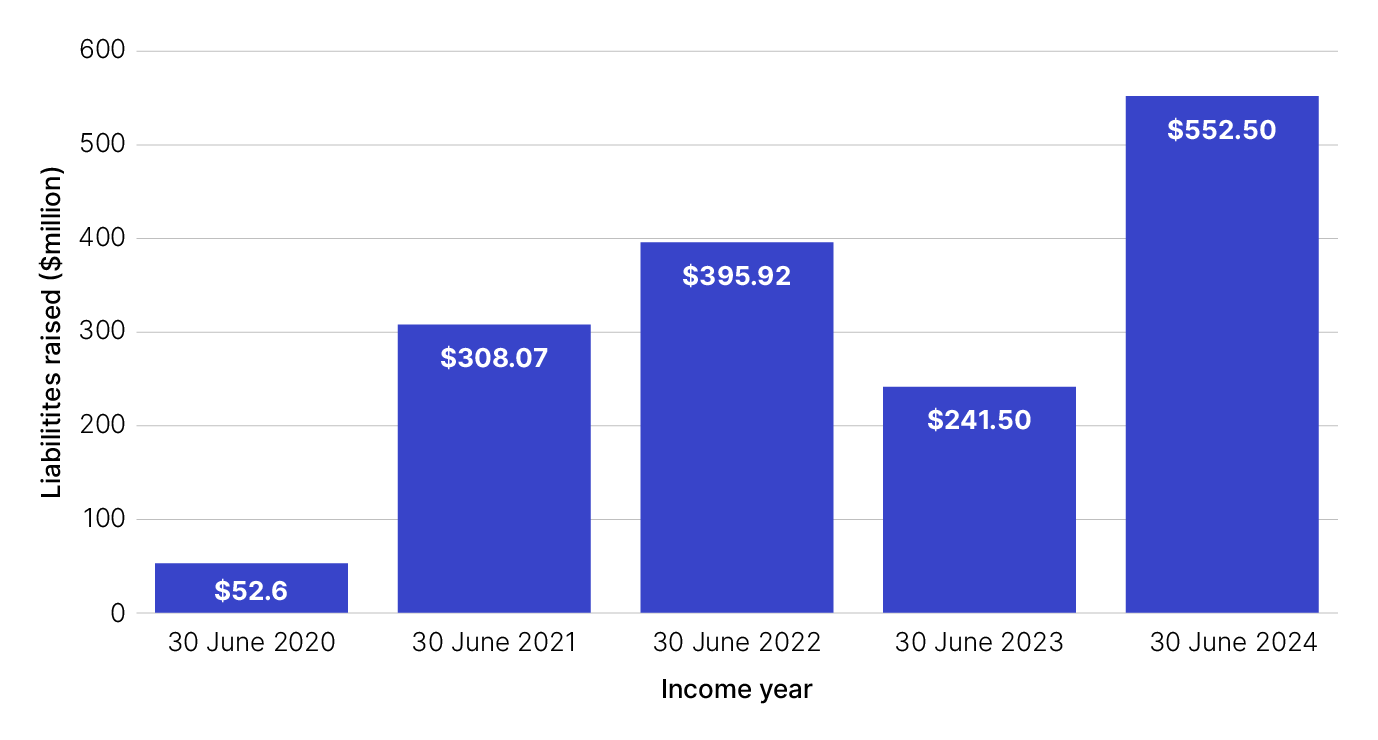 600
500
400
300
200
100
0
Liabilitites raised ($million)
$52.6
$308.07
$395.92
$241.50
$552.50
30 June 2020
30 June 2021
30 June 2022
30 June 2023
30 June 2024
Income year